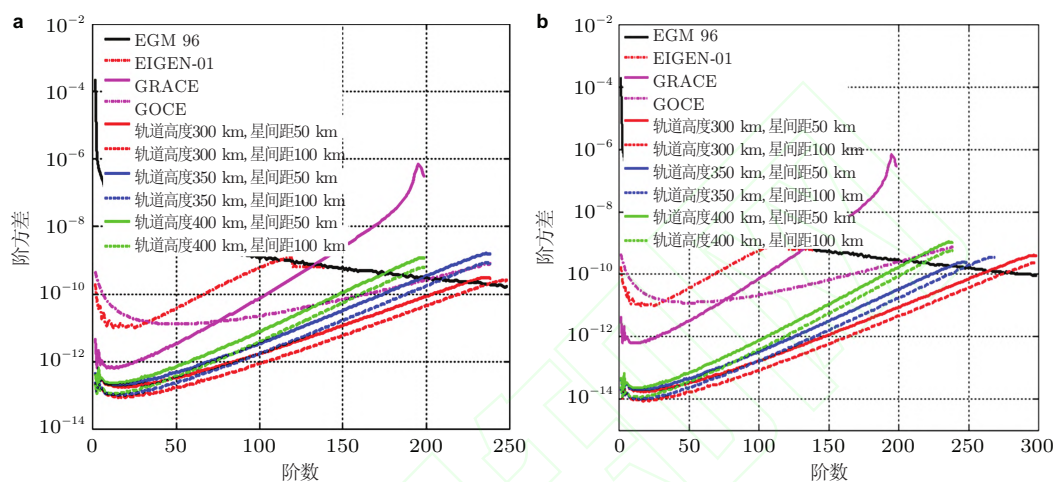 a
10⁻²
10⁻⁴
10⁻⁶
10⁻⁸
10⁻¹⁰
10⁻¹²
10⁻¹⁴
阶方差
EGM 96
EIGEN-01
GRACE
GOCE
轨道高度300 km, 星间距50 km
轨道高度300 km, 星间距100 km
轨道高度350 km, 星间距50 km
轨道高度350 km, 星间距100 km
轨道高度400 km, 星间距50 km
轨道高度400 km, 星间距100 km
0 50 100 150 200 250
阶数
b
10⁻²
10⁻⁴
10⁻⁶
10⁻⁸
10⁻¹⁰
10⁻¹²
10⁻¹⁴
阶方差
EGM 96
EIGEN-01
GRACE
GOCE
轨道高度300 km, 星间距50 km
轨道高度300 km, 星间距100 km
轨道高度350 km, 星间距50 km
轨道高度350 km, 星间距100 km
轨道高度400 km, 星间距50 km
轨道高度400 km, 星间距100 km
0 50 100 150 200 250 300
阶数